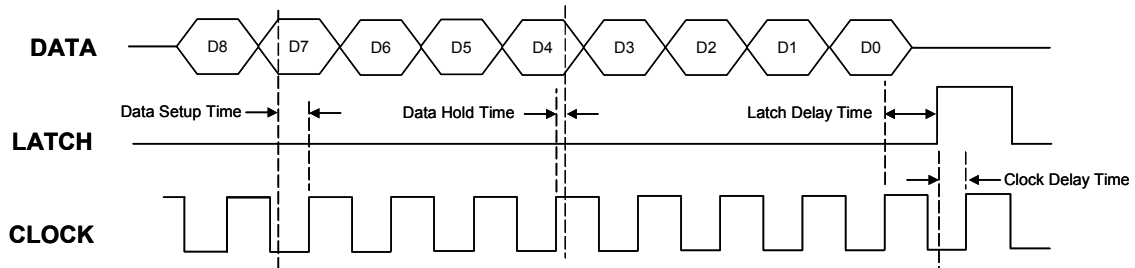 DATA
D8 D7 D6 D5 D4 D3 D2 D1 D0
Data Setup Time
Data Hold Time
Latch Delay Time
LATCH
Clock Delay Time
CLOCK